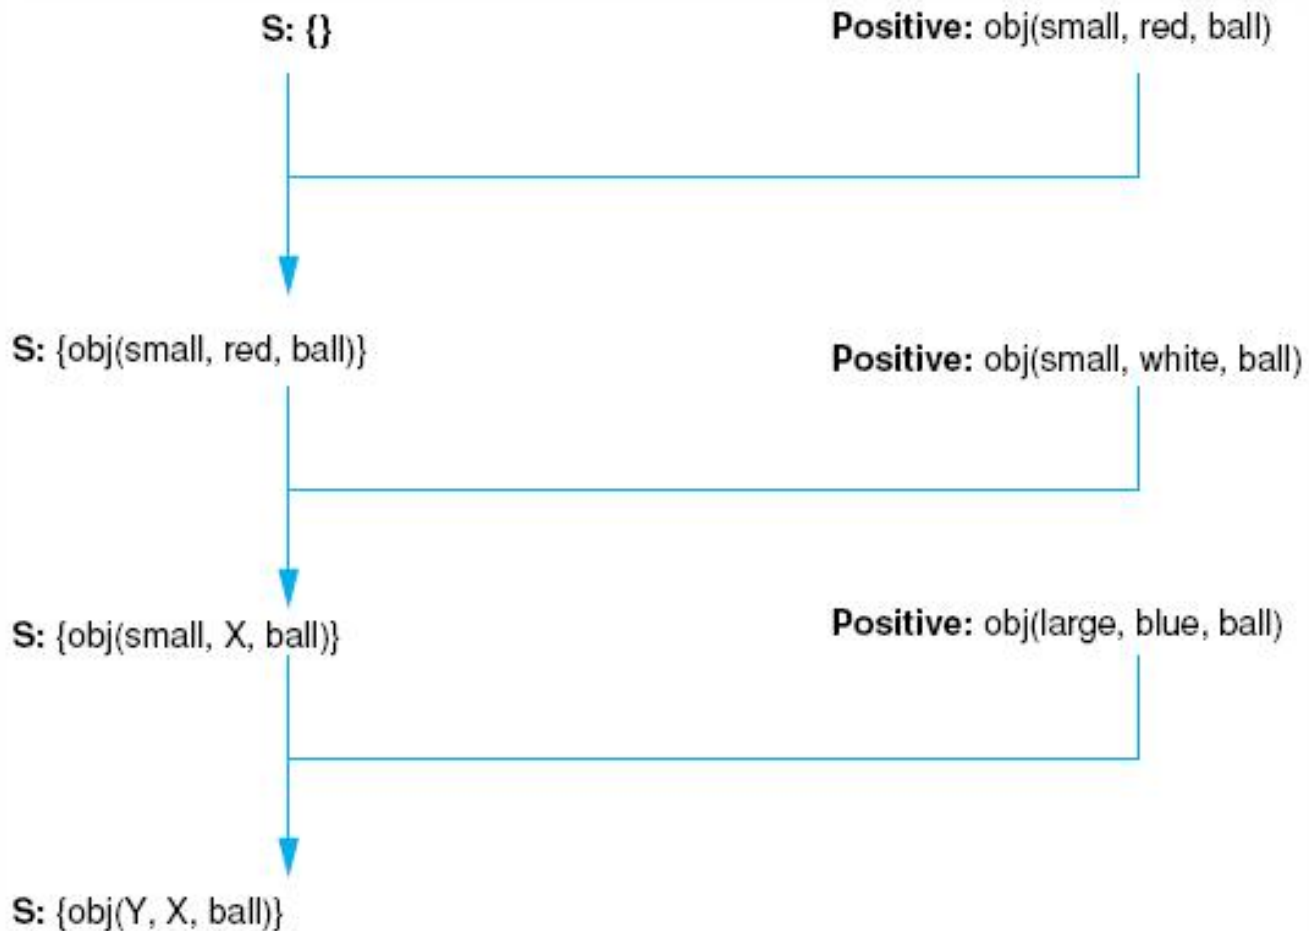 S: {}
Positive: obj(small, red, ball)
S: {obj(small, red, ball)}
Positive: obj(small, white, ball)
S: {obj(small, X, ball)}
Positive: obj(large, blue, ball)
S: {obj(Y, X, ball)}